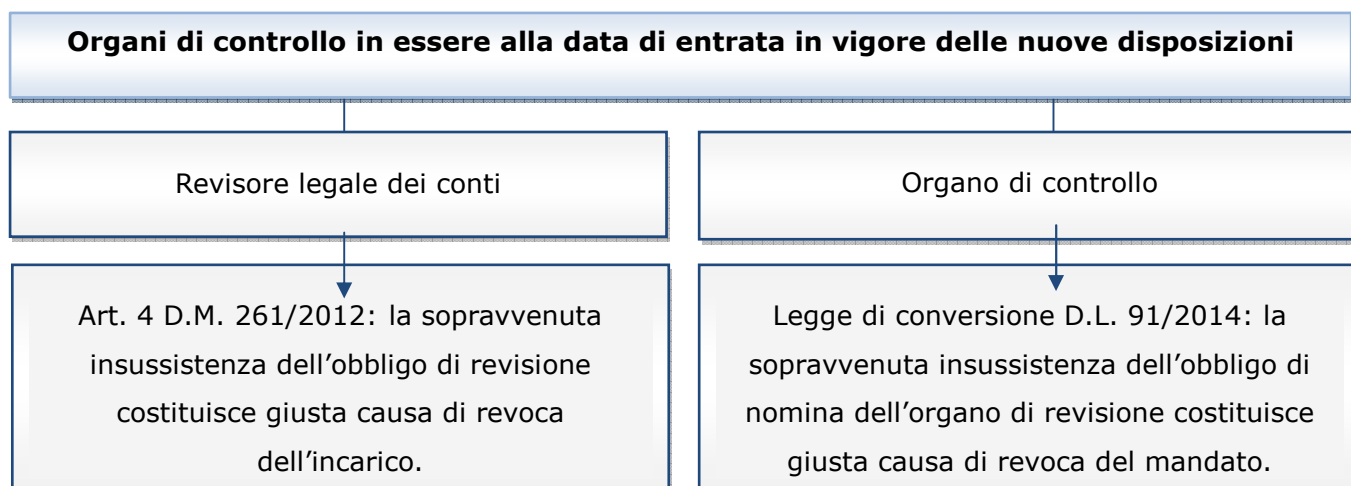 Organi di controllo in essere alla data di entrata in vigore delle nuove disposizioni
Revisore legale dei conti
Organo di controllo
Art. 4 D.M. 261/2012: la sopravvenuta
insussistenza dell’obbligo di revisione
costituisce giusta causa di revoca
dell’incarico.
Legge di conversione D.L. 91/2014: la
sopravvenuta insussistenza dell’obbligo di
nomina dell’organo di revisione costituisce
giusta causa di revoca del mandato.